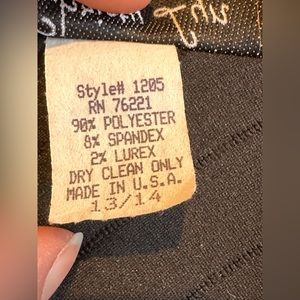 Style# 1205
RN 76221
90% POLYESTER
8% SPANDEX
2% LUREX
DRY CLEAN ONLY
MADE IN U.S.A.
13/14